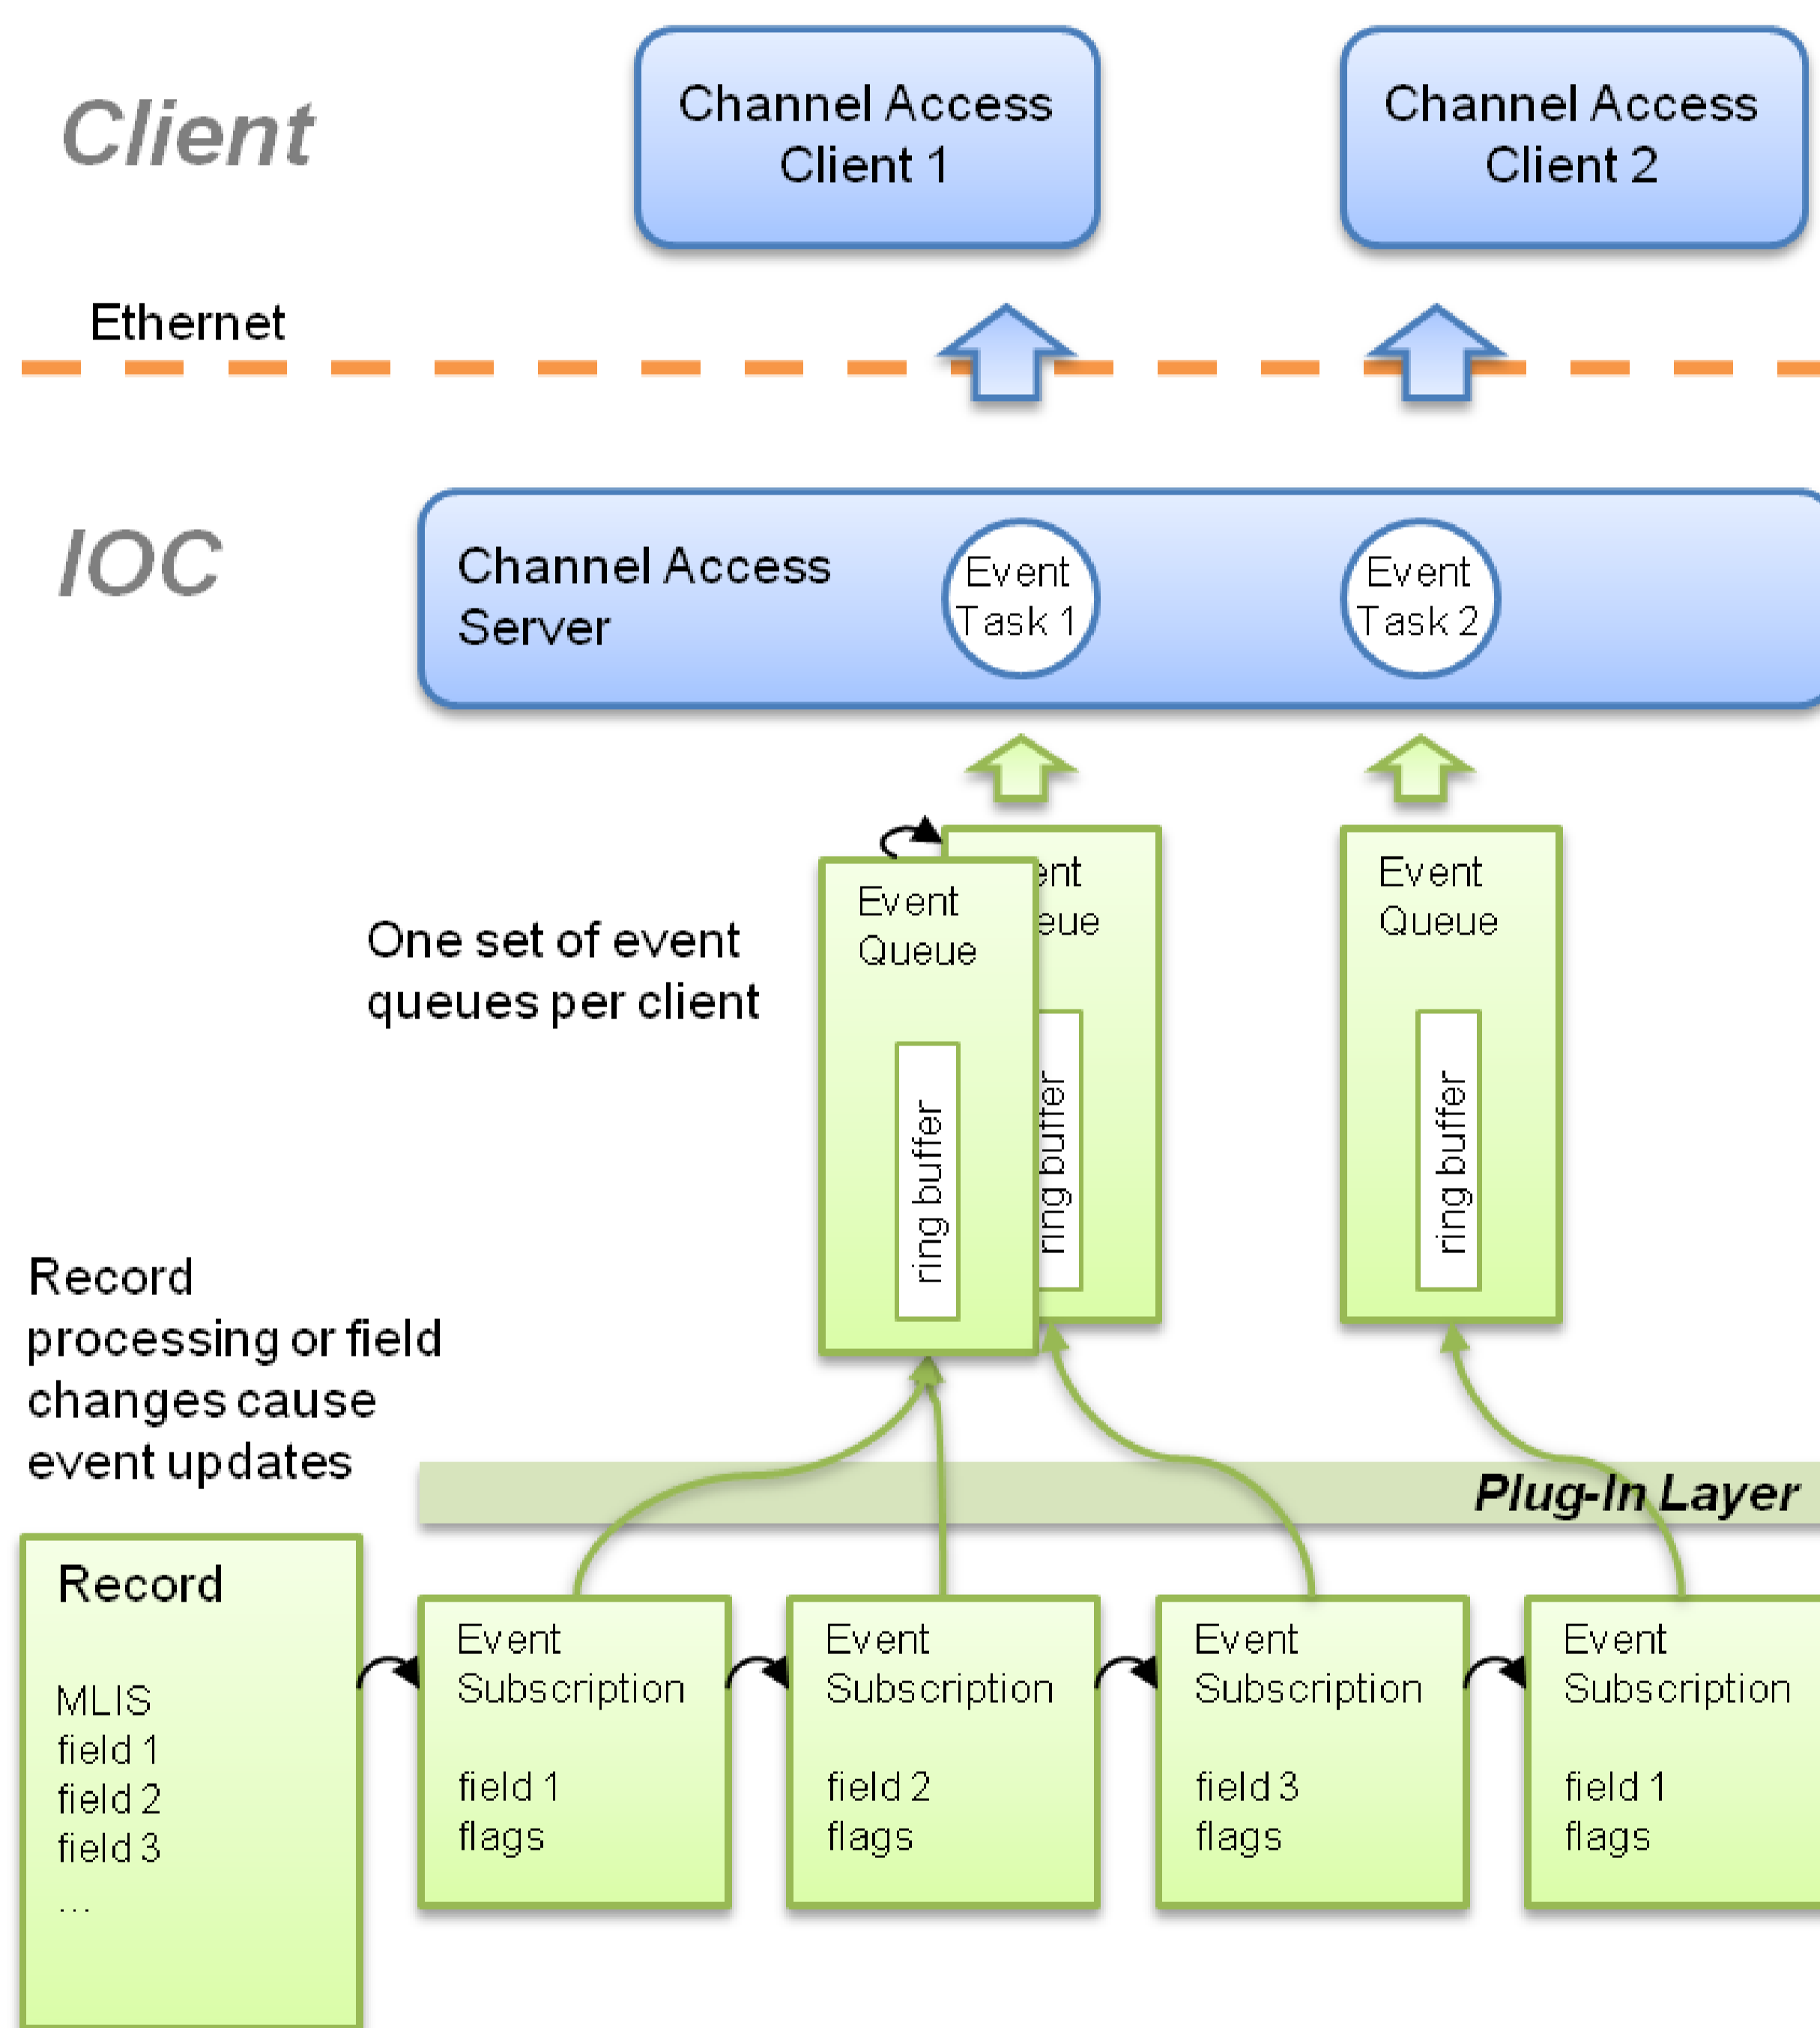 Client
Channel Access
Client 1
Channel Access
Client 2
Ethernet
IOC
Channel Access
Server
Event
Task 1
Event
Task 2
One set of event
queues per client
Event
Queue
ring buffer
ent
eue
ring buffer
Event
Queue
ring buffer
Record
processing or field
changes cause
event updates
Plug-In Layer
Record
MLIS
field 1
field 2
field 3
...
Event
Subscription
field 1
flags
Event
Subscription
field 2
flags
Event
Subscription
field 3
flags
Event
Subscription
field 1
flags